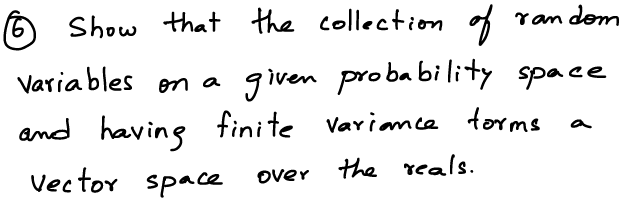 ⑥ Show that the collection of random
variables on a given probability space
and having finite variance forms a
vector space over the reals.